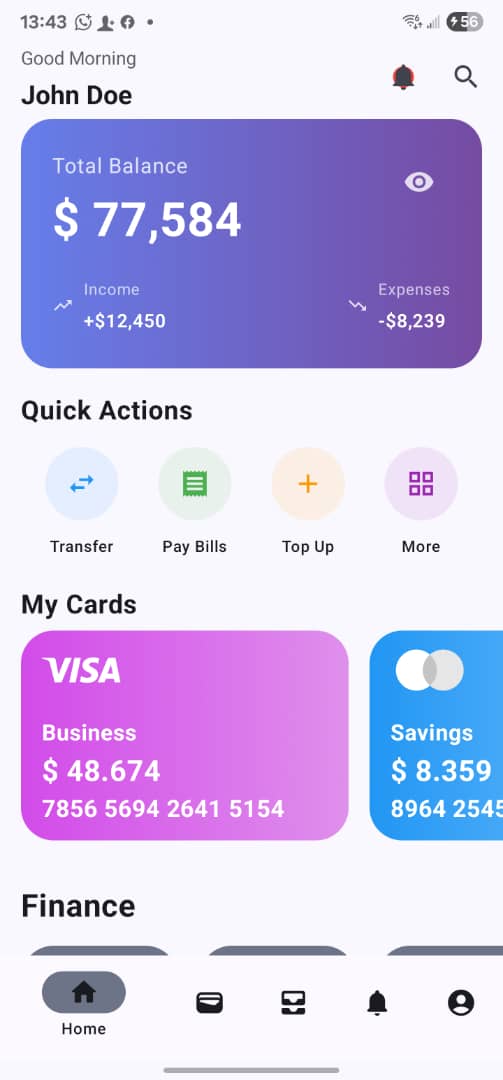 13:43
56
Good Morning
John Doe
Total Balance
$ 77,584
Income
Expenses
+$12,450
-$8,239
Quick Actions
Transfer
Pay Bills
Top Up
More
My Cards
VISA
Business
$ 48.674
7856 5694 2641 5154
Savings
$ 8.359
8964 2545
Finance
Home